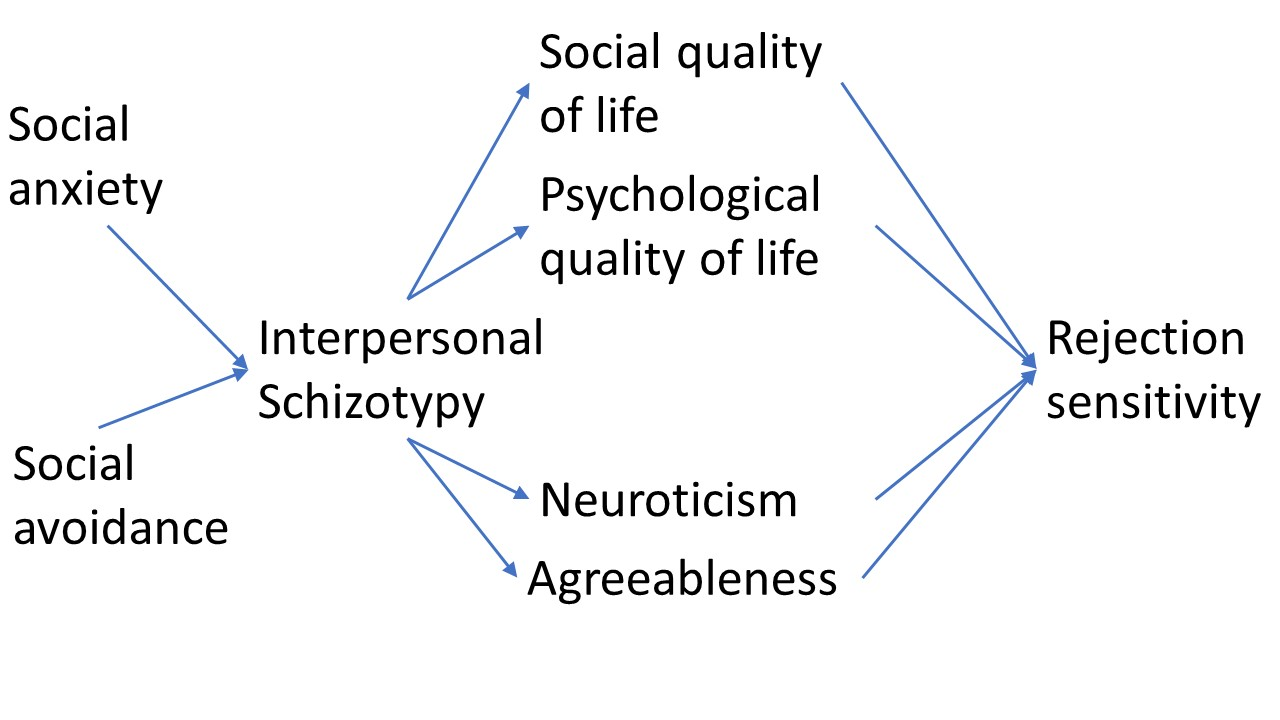 Social
anxiety
Social
avoidance
Interpersonal
Schizotypy
Social quality
of life
Psychological
quality of life
Neuroticism
Agreeableness
Rejection
sensitivity